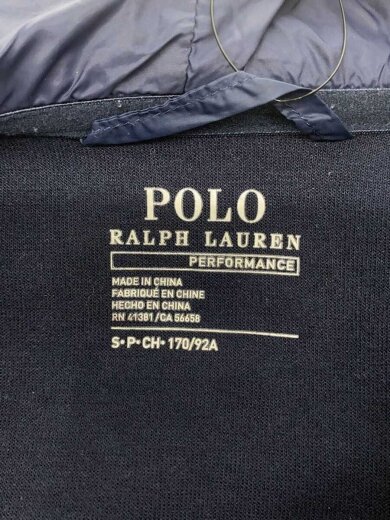 POLO
RALPH LAUREN
PERFORMANCE
MADE IN CHINA
FABRIQUÉ EN CHINE
HECHO EN CHINA
RN 41381/CA 56658
S•P•CH•170/92A